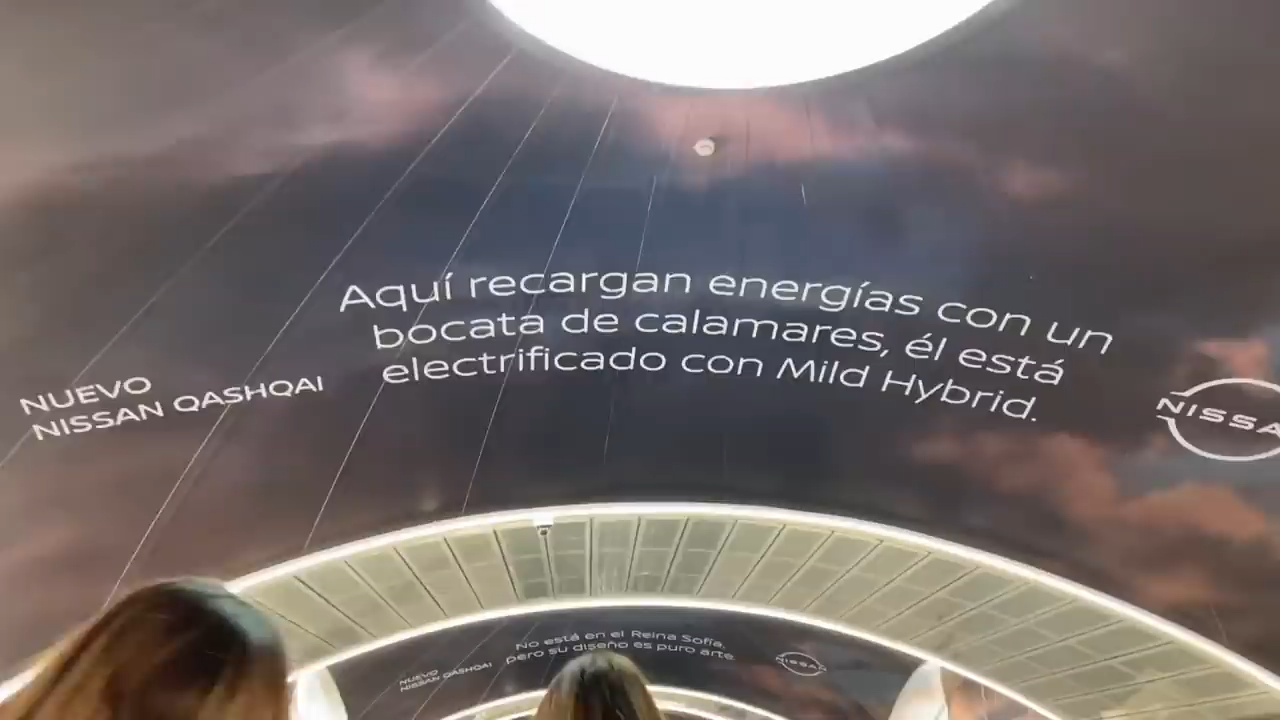 Aquí recargan energías con un
bocata de calamares, él está
electrificado con Mild Hybrid.
NUEVO
NISSAN QASHQAI
NISSA
No está en el Reina Sofía,
pero su diseño es puro arte.
NUEVO
NISSAN QASHQAI
NISSAN